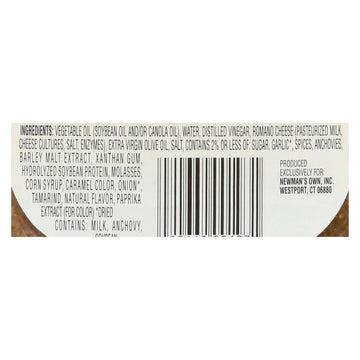 INGREDIENTS: VEGETABLE OIL (SOYBEAN OIL AND/OR CANOLA OIL), WATER, DISTILLED VINEGAR, ROMANO CHEESE (PASTEURIZED MILK,
CHEESE CULTURES, SALT, ENZYMES), EXTRA VIRGIN OLIVE OIL, SALT, CONTAINS 2% OR LESS OF: SUGAR, GARLIC*, SPICES, ANCHOVIES,
BARLEY MALT EXTRACT, XANTHAN GUM,
HYDROLYZED SOYBEAN PROTEIN, MOLASSES,
CORN SYRUP, CARAMEL COLOR, ONION*,
TAMARIND, NATURAL FLAVOR, PAPRIKA
EXTRACT (FOR COLOR) *DRIED
CONTAINS: MILK, ANCHOVY,
SOYBEAN
PRODUCED
EXCLUSIVELY FOR:
NEWMAN'S OWN, INC.
WESTPORT, CT 06880